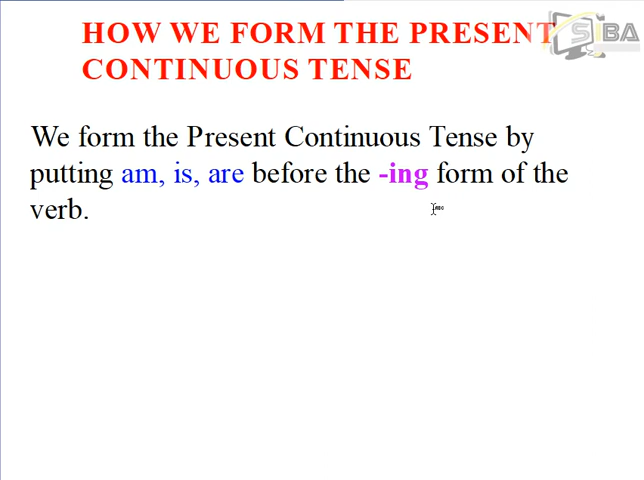 HOW WE FORM THE PRESENT
CONTINUOUS TENSE
SiBA
We form the Present Continuous Tense by
putting am, is, are before the -ing form of the
verb.